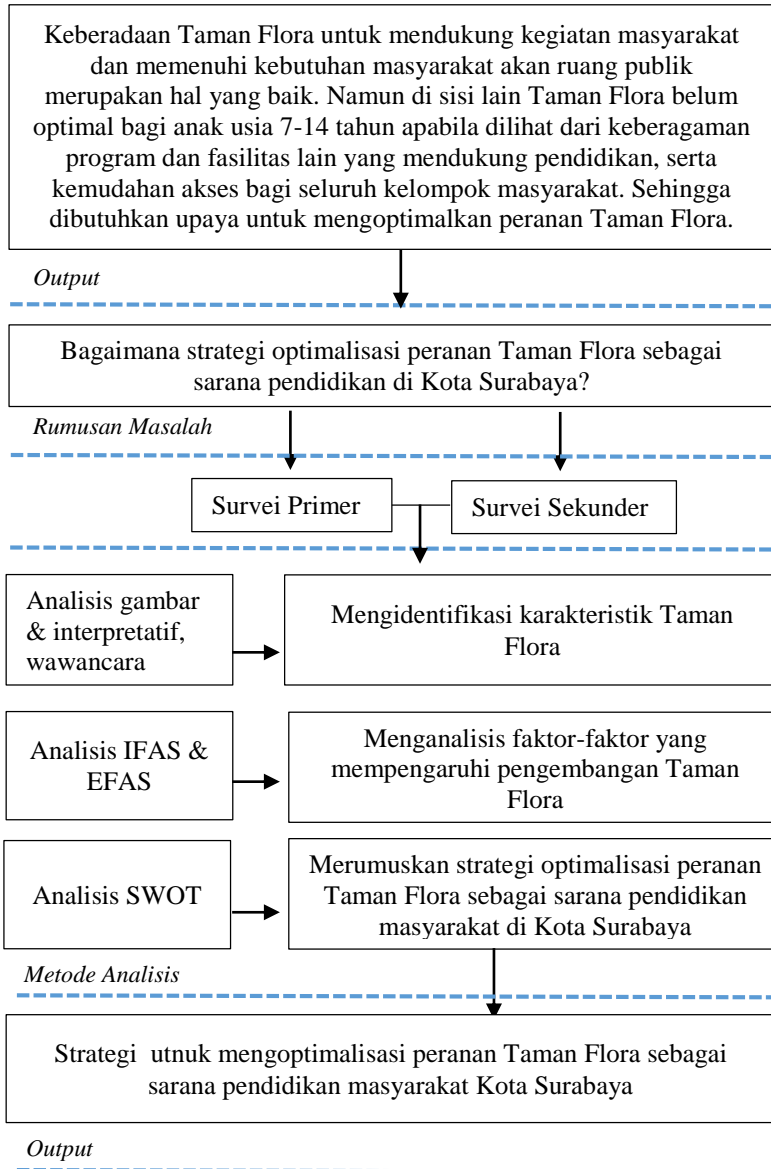 Keberadaan Taman Flora untuk mendukung kegiatan masyarakat
dan memenuhi kebutuhan masyarakat akan ruang publik
merupakan hal yang baik. Namun di sisi lain Taman Flora belum
optimal bagi anak usia 7-14 tahun apabila dilihat dari keberagaman
program dan fasilitas lain yang mendukung pendidikan, serta
kemudahan akses bagi seluruh kelompok masyarakat. Sehingga
dibutuhkan upaya untuk mengoptimalkan peranan Taman Flora.
Output
Bagaimana strategi optimalisasi peranan Taman Flora sebagai
sarana pendidikan di Kota Surabaya?
Rumusan Masalah
Survei Primer
Survei Sekunder
Analisis gambar
& interpretatif,
wawancara
Mengidentifikasi karakteristik Taman
Flora
Analisis IFAS &
EFAS
Menganalisis faktor-faktor yang
mempengaruhi pengembangan Taman
Flora
Analisis SWOT
Merumuskan strategi optimalisasi peranan
Taman Flora sebagai sarana pendidikan
masyarakat di Kota Surabaya
Metode Analisis
Strategi utnuk mengoptimalisasi peranan Taman Flora sebagai
sarana pendidikan masyarakat Kota Surabaya
Output